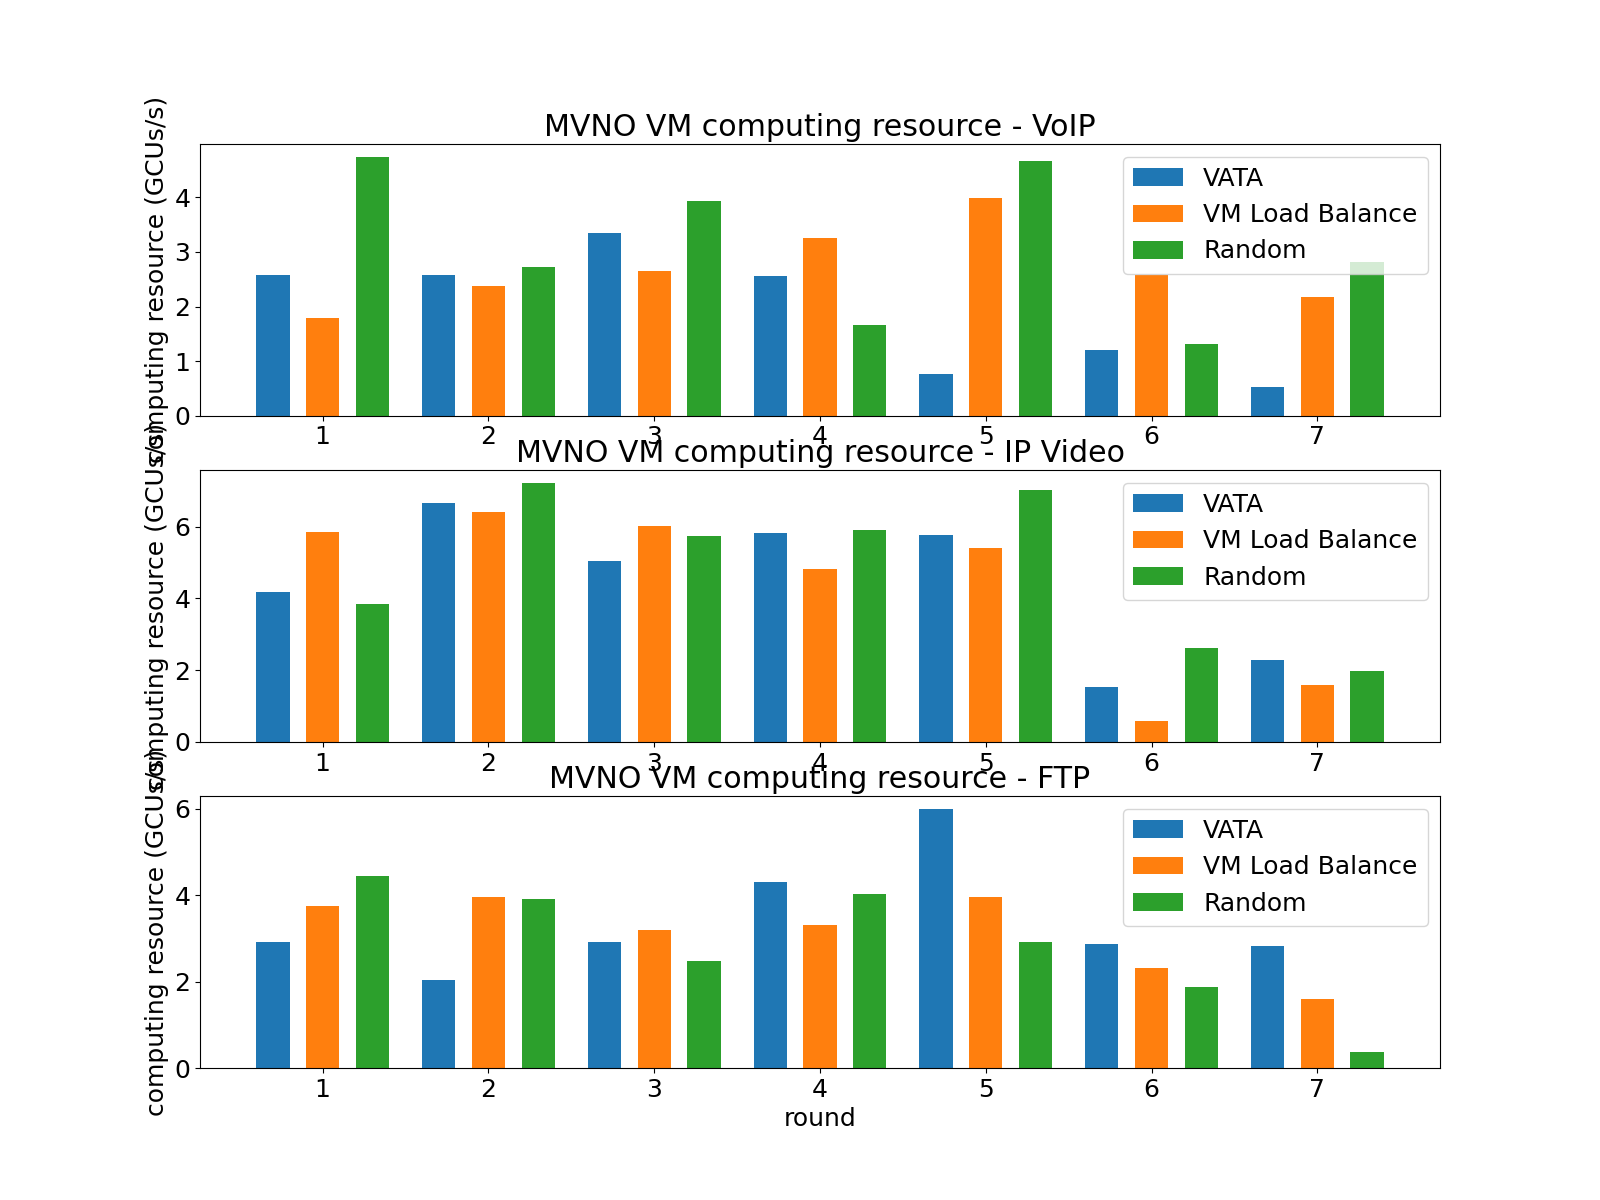 MVNO VM computing resource - VoIP
computing resource (GCUs/s)
4
3
2
1
0
VATA
VM Load Balance
Random
1 2 3 4 5 6 7
MVNO VM computing resource - IP Video
computing resource (GCUs/s)
6
4
2
0
VATA
VM Load Balance
Random
1 2 3 4 5 6 7
MVNO VM computing resource - FTP
computing resource (GCUs/s)
6
4
2
0
VATA
VM Load Balance
Random
1 2 3 4 5 6 7
round